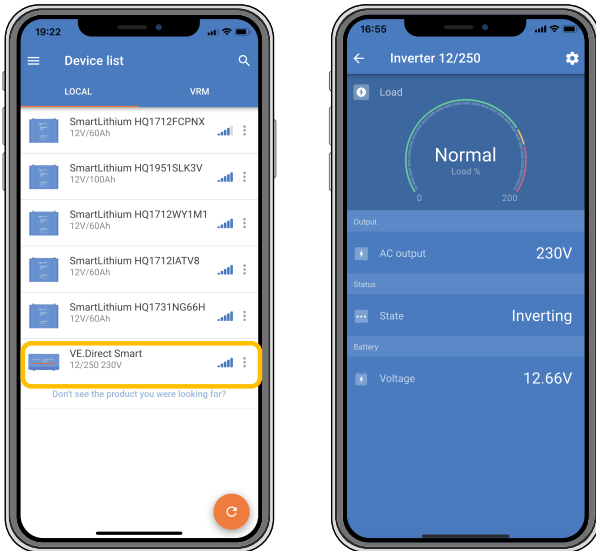 19:22
Device list
LOCAL VRM
SmartLithium HQ1712FCPNX
12V/60Ah
SmartLithium HQ1951SLK3V
12V/100Ah
SmartLithium HQ1712WY1M1
12V/60Ah
SmartLithium HQ1712IATV8
12V/60Ah
SmartLithium HQ1731NG66H
12V/60Ah
VE.Direct Smart
12/250 230V
Don't see the product you were looking for?
16:55
Inverter 12/250
Load
Normal
Load %
0 200
Output
AC output 230V
Status
State Inverting
Battery
Voltage 12.66V